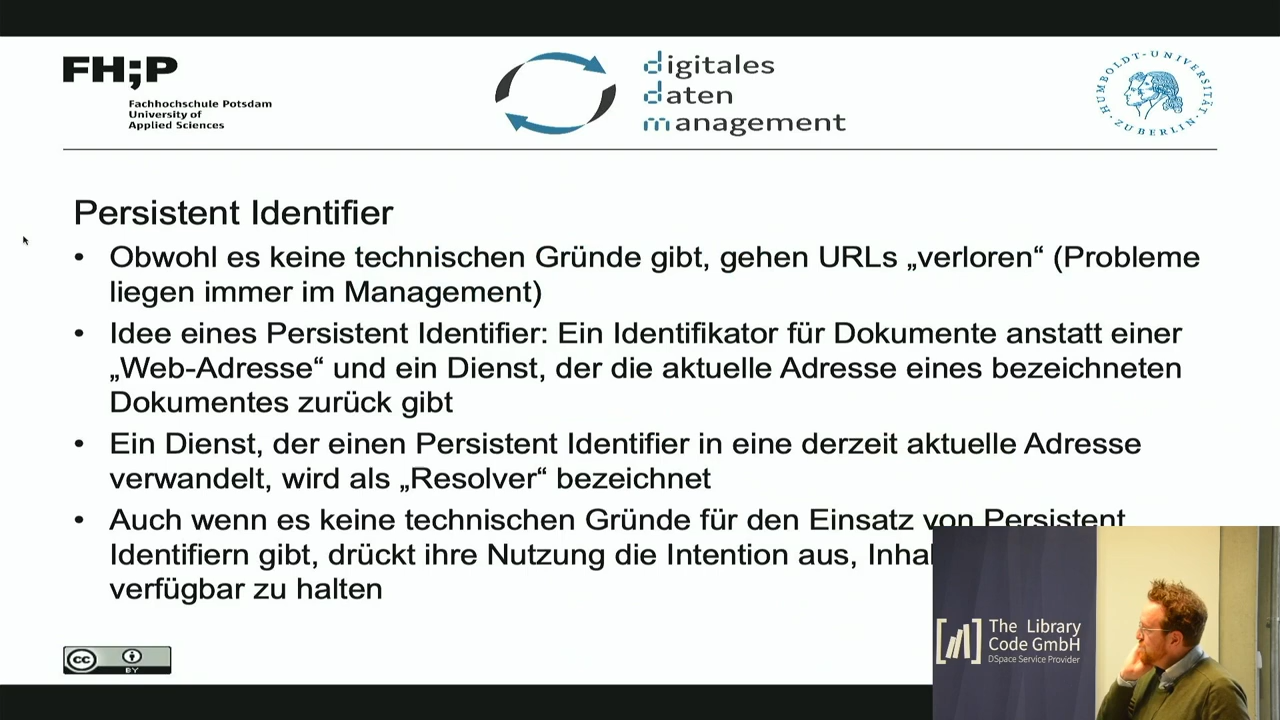 FH;P
Fachhochschule Potsdam
University of
Applied Sciences
digitales
daten
management
HUMBOLDT-UNIVERSITÄT
ZU BERLIN
Persistent Identifier
• Obwohl es keine technischen Gründe gibt, gehen URLs „verloren“ (Probleme
liegen immer im Management)
• Idee eines Persistent Identifier: Ein Identifikator für Dokumente anstatt einer
„Web-Adresse“ und ein Dienst, der die aktuelle Adresse eines bezeichneten
Dokumentes zurück gibt
• Ein Dienst, der einen Persistent Identifier in eine derzeit aktuelle Adresse
verwandelt, wird als „Resolver“ bezeichnet
• Auch wenn es keine technischen Gründe für den Einsatz von Persistent
Identifiern gibt, drückt ihre Nutzung die Intention aus,
verfügbar zu halten
cc
BY
The Library
Code GmbH
DSpace Service Provider